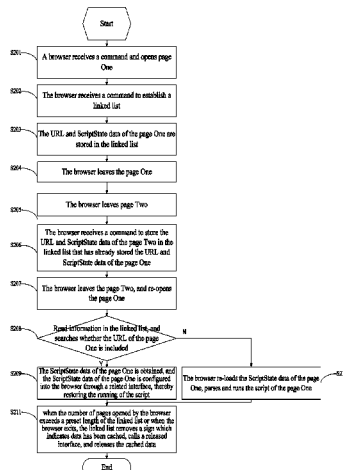 Start
S201
A browser receives a command and opens page
One
S202
The browser receives a command to establish a
linked list
S203
The URL and ScriptState data of the page One are
stored in the linked list
S204
The browser leaves the page One
S205
The browser leaves page Two
S206
The browser receives a command to store the
URL and ScriptState data of the page Two in the
linked list that has already stored the URL and
ScriptState data of the page One
S207
The browser leaves the page Two, and re-opens
the page One
S208
Read information in the linked list, and
searches whether the URL of the page
One is included
N
Y
S209
The ScriptState data of the page One is obtained, and
the ScriptState data of the page One is configured
into the browser through a related interface, thereby
restoring the running of the script
The browser re-loads the ScriptState data of the page
One, parses and runs the script of the page One
S2
S211
when the number of pages opened by the browser
exceeds a preset length of the linked list or when the
browser exits, the linked list removes a sign which
indicates data has been cached, calls a released
interface, and releases the cached data
End